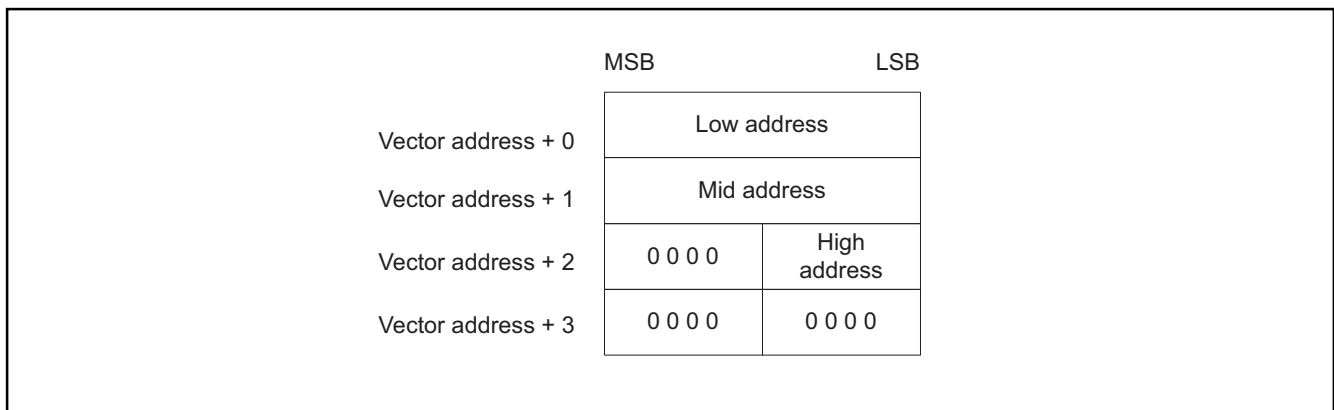 MSB LSB
Vector address + 0 Low address
Vector address + 1 Mid address
Vector address + 2 0 0 0 0 High
address
Vector address + 3 0 0 0 0 0 0 0 0